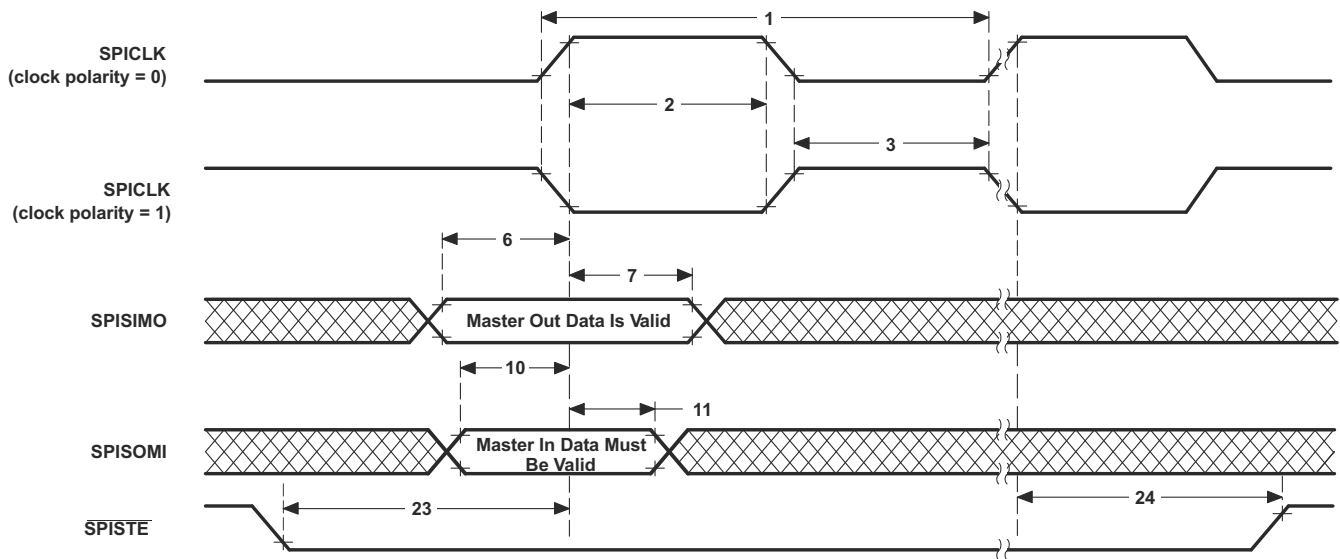 1
SPICLK
(clock polarity = 0)
2
3
SPICLK
(clock polarity = 1)
6
7
SPISIMO
Master Out Data Is Valid
10
11
SPISOMI
Master In Data Must
Be Valid
23
24
SPISTE